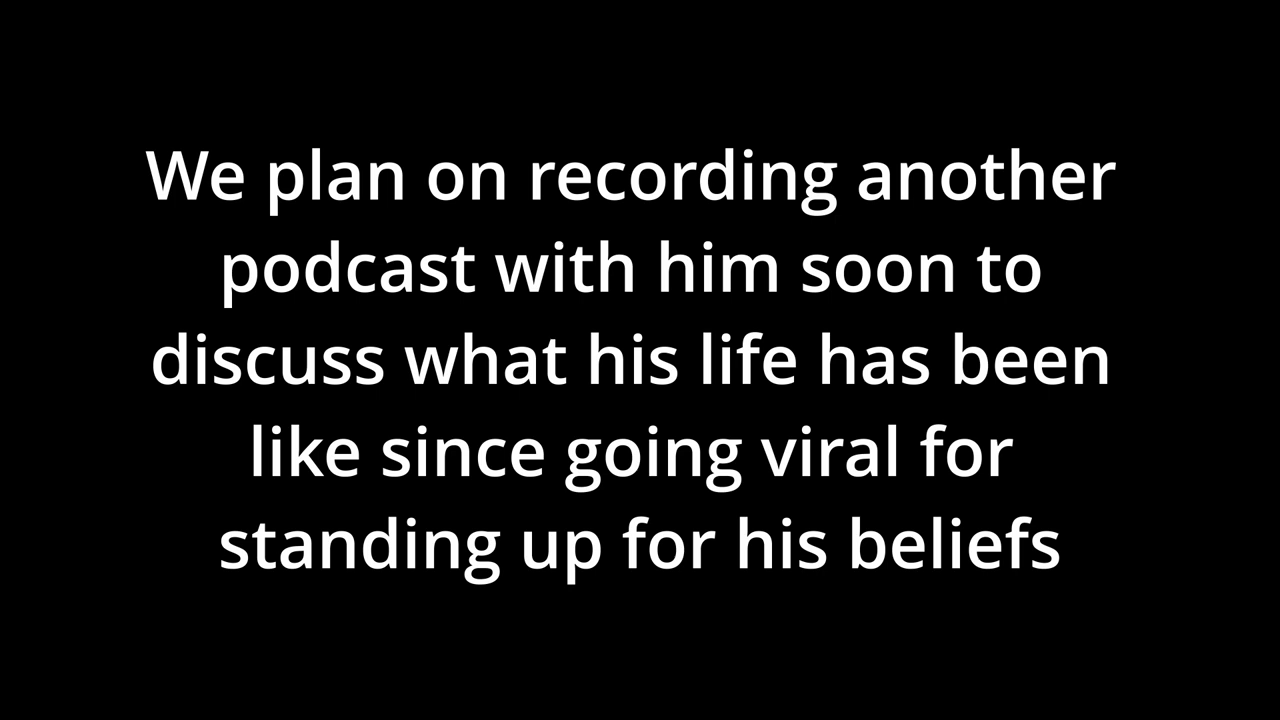 We plan on recording another
podcast with him soon to
discuss what his life has been
like since going viral for
standing up for his beliefs